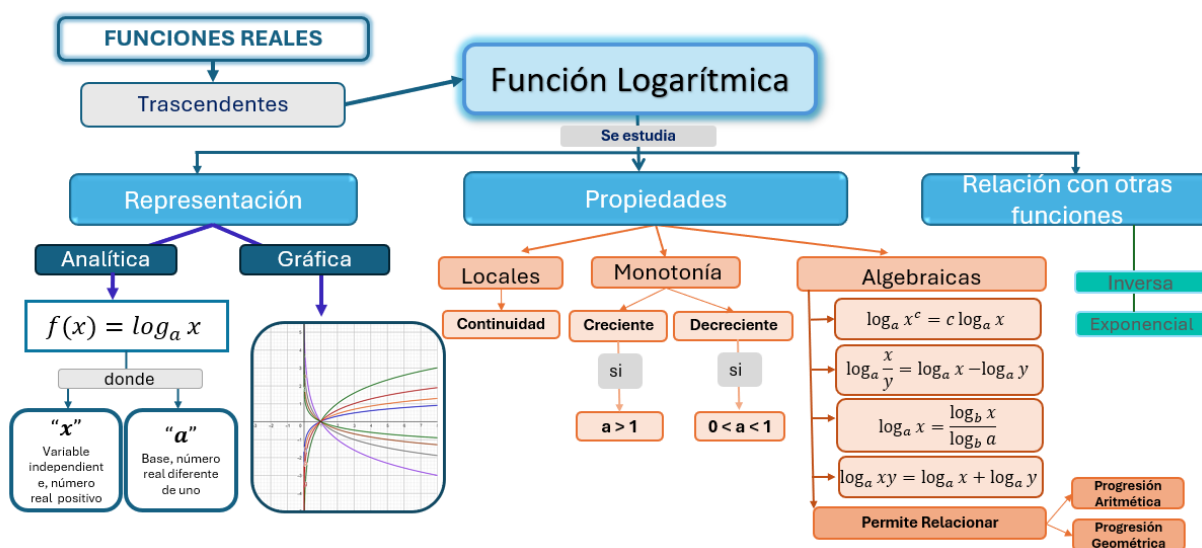 FUNCIONES REALES
Trascendentes
Función Logarítmica
Se estudia
Representación
Propiedades
Relación con otras
funciones
Analítica
Gráfica
Locales
Monotonía
Algebraicas
Inversa
Exponencial
f(x) = log_a x
Continuidad
Creciente
Decreciente
log_a x^c = c log_a x
log_a x/y = log_a x − log_a y
log_a x = log_b x / log_b a
log_a xy = log_a x + log_a y
donde
si
si
a > 1
0 < a < 1
"x"
Variable
independient
e, número
real positivo
"a"
Base, número
real diferente
de uno
Permite Relacionar
Progresión
Aritmética
Progresión
Geométrica